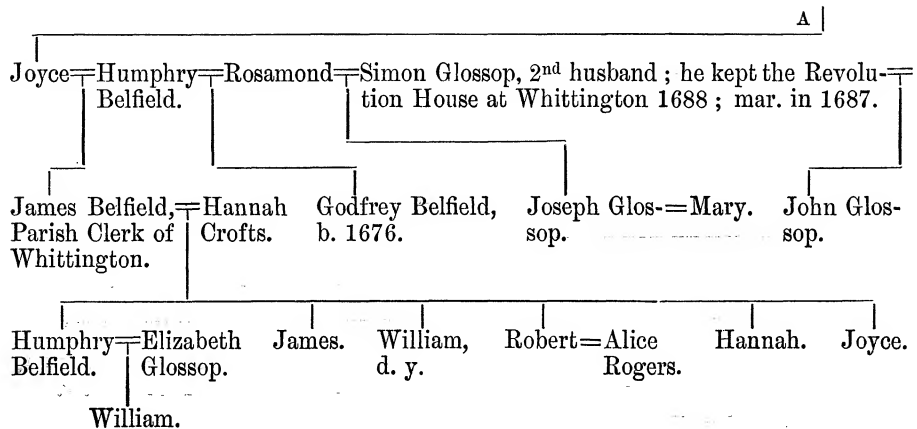 A
Joyce=Humphry=Rosamond=Simon Glossop, 2nd husband ; he kept the Revolu-=
Belfield. tion House at Whittington 1688 ; mar. in 1687.
James Belfield,=Hannah Godfrey Belfield, Joseph Glos-=Mary. John Glos-
Parish Clerk of Crofts. b. 1676. sop. sop.
Whittington.
Humphry=Elizabeth James. William, Robert=Alice Hannah. Joyce.
Belfield. Glossop. d. y. Rogers.
William.